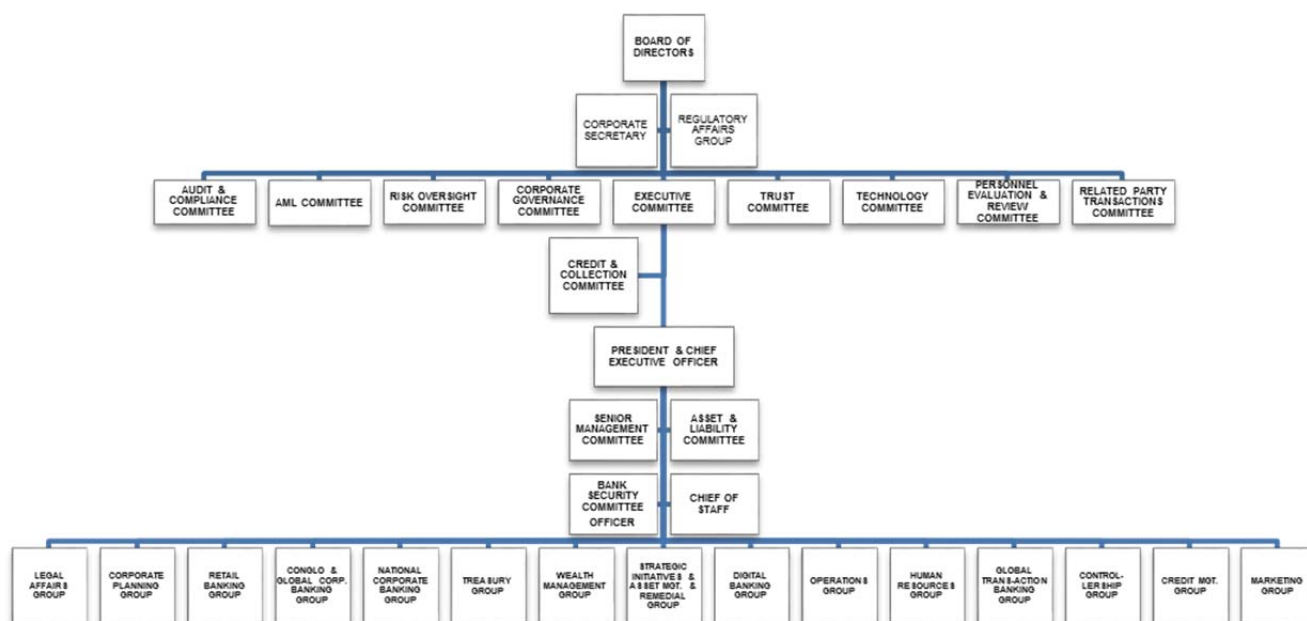 BOARD OF
DIRECTORS
CORPORATE
SECRETARY
REGULATORY
AFFAIRS
GROUP
AUDIT &
COMPLIANCE
COMMITTEE
AML COMMITTEE
RISK OVERSIGHT
COMMITTEE
CORPORATE
GOVERNANCE
COMMITTEE
EXECUTIVE
COMMITTEE
TRUST
COMMITTEE
TECHNOLOGY
COMMITTEE
PERSONNEL
EVALUATION &
REVIEW
COMMITTEE
RELATED PARTY
TRANSACTIONS
COMMITTEE
CREDIT &
COLLECTION
COMMITTEE
PRESIDENT & CHIEF
EXECUTIVE OFFICER
SENIOR
MANAGEMENT
COMMITTEE
ASSET &
LIABILITY
COMMITTEE
BANK
SECURITY
COMMITTEE
OFFICER
CHIEF OF
STAFF
LEGAL
AFFAIRS
GROUP
CORPORATE
PLANNING
GROUP
RETAIL
BANKING
GROUP
CONGLO &
GLOBAL CORP.
BANKING
GROUP
NATIONAL
CORPORATE
BANKING
GROUP
TREASURY
GROUP
WEALTH
MANAGEMENT
GROUP
STRATEGIC
INITIATIVES &
ASSET MGT. &
REMEDIAL
GROUP
DIGITAL
BANKING
GROUP
OPERATIONS
GROUP
HUMAN
RESOURCES
GROUP
GLOBAL
TRANS-ACTION
BANKING
GROUP
CONTROL-
LERSHIP
GROUP
CREDIT MGT.
GROUP
MARKETING
GROUP